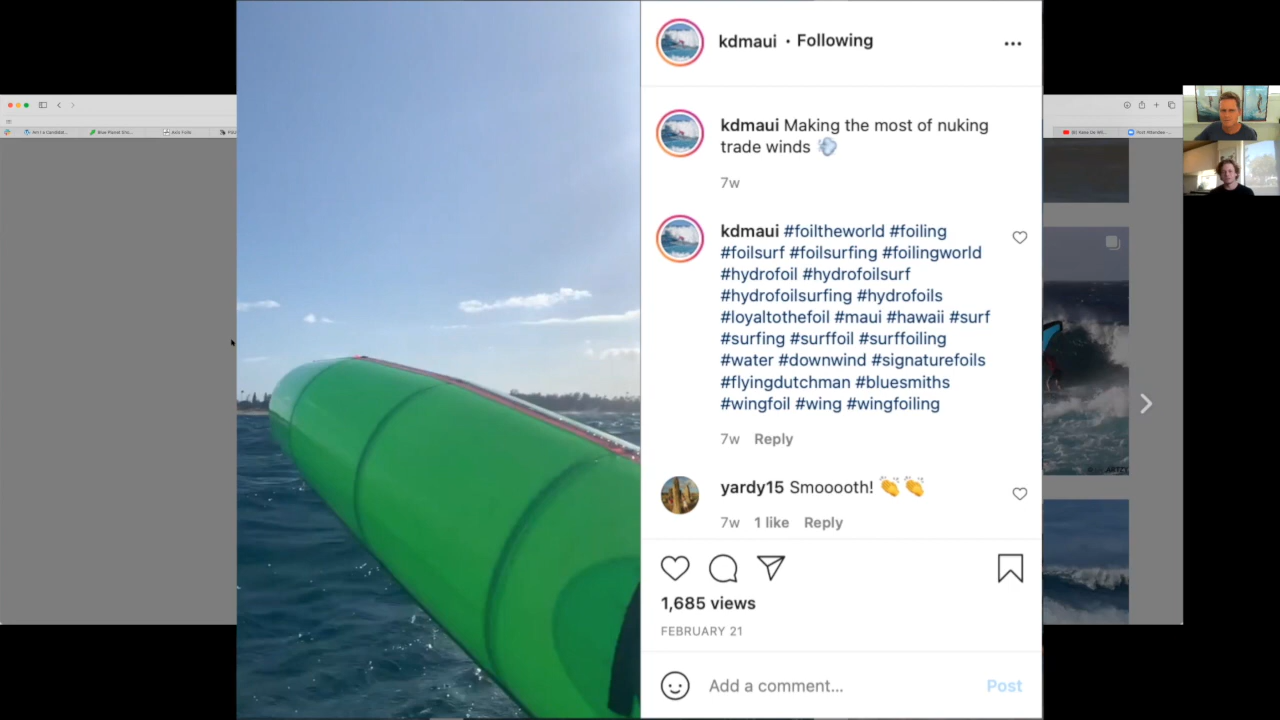 kdmaui • Following
kdmaui Making the most of nuking
trade winds 💨
7w
kdmaui #foiltheworld #foiling
#foilsurf #foilsurfing #foilingworld
#hydrofoil #hydrofoilsurf
#hydrofoilsurfing #hydrofoils
#loyaltothefoil #maui #hawaii #surf
#surfing #surffoil #surffoiling
#water #downwind #signaturefoils
#flyingdutchman #bluesmiths
#wingfoil #wing #wingfoiling
7w Reply
yardy15 Smooooth! 👏👏
7w 1 like Reply
1,685 views
FEBRUARY 21
Add a comment...
Post